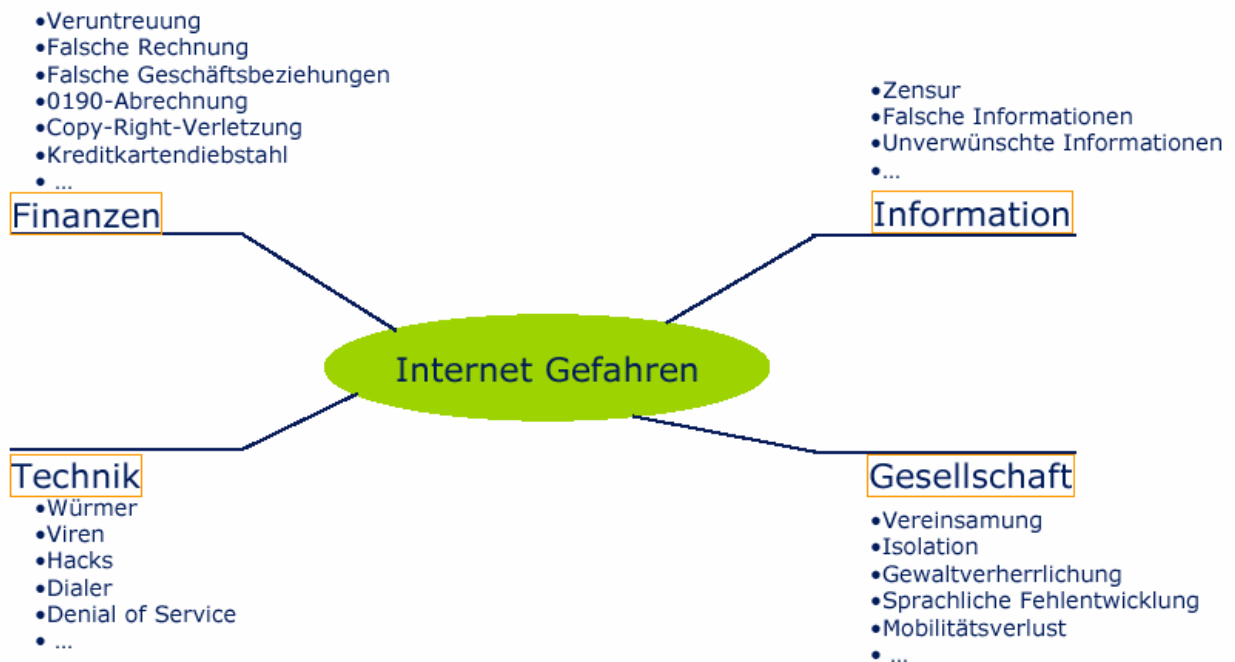 •Veruntreuung
•Falsche Rechnung
•Falsche Geschäftsbeziehungen
•0190-Abrechnung
•Copy-Right-Verletzung
•Kreditkartendiebstahl
• ...
Finanzen
•Zensur
•Falsche Informationen
•Unverwünschte Informationen
•...
Information
Internet Gefahren
Technik
•Würmer
•Viren
•Hacks
•Dialer
•Denial of Service
• ...
Gesellschaft
•Vereinsamung
•Isolation
•Gewaltverherrlichung
•Sprachliche Fehlentwicklung
•Mobilitätsverlust
• ...